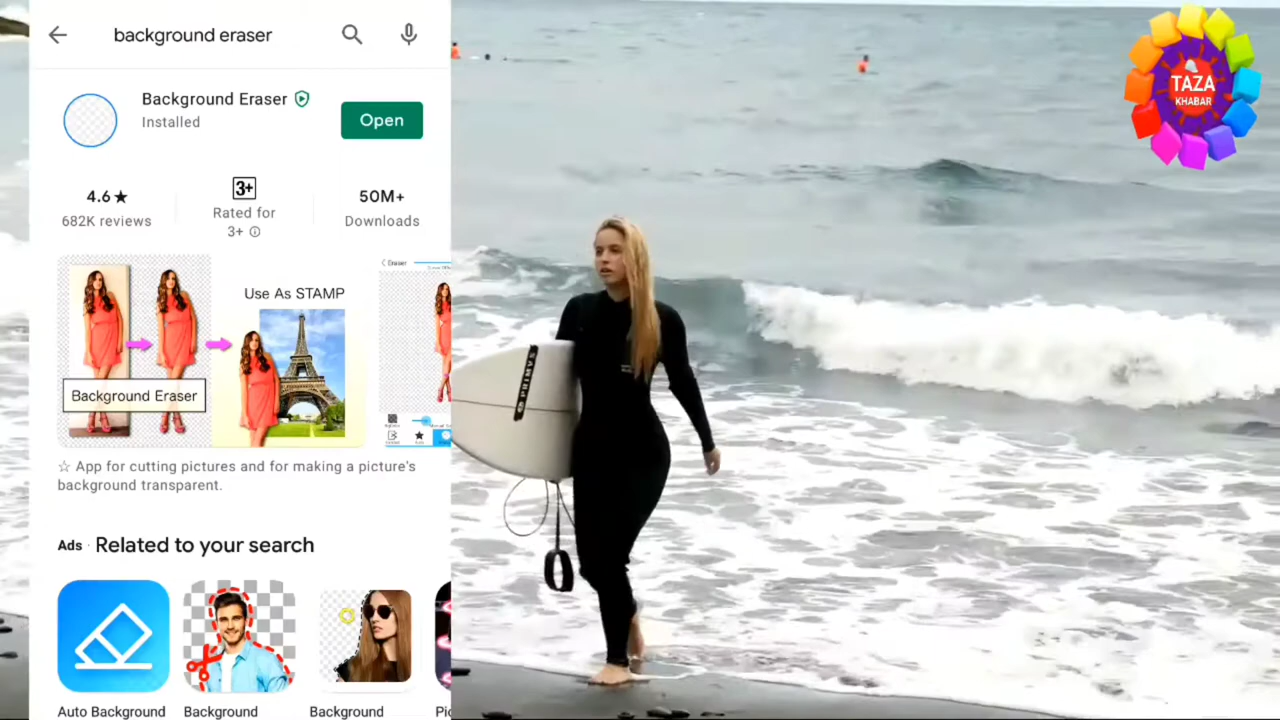 background eraser
Background Eraser
Installed
Open
4.6★
682K reviews
3+
Rated for
3+
50M+
Downloads
Use As STAMP
Background Eraser
Eraser
☆ App for cutting pictures and for making a picture's
background transparent.
Ads · Related to your search
Auto Background
Background
Background
TAZA
KHABAR
PRIMUS